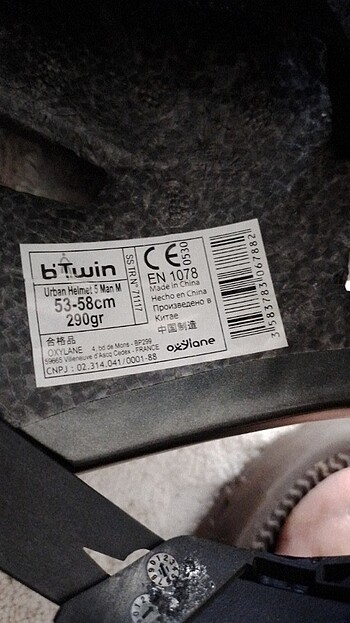 b'Twin
Urban Helmet 5 Man M
53-58cm
290gr
SS TR N°7117
CE
0530
EN 1078
Made in China
Hecho en China
Произведено в
Китае
中国制造
合格品
OXYLANE 4, bd de Mons - BP299
59665 Villeneuve d'Ascq Cedex - FRANCE
CNPJ : 02.314.041/0001-88
oxylane
3583783067882